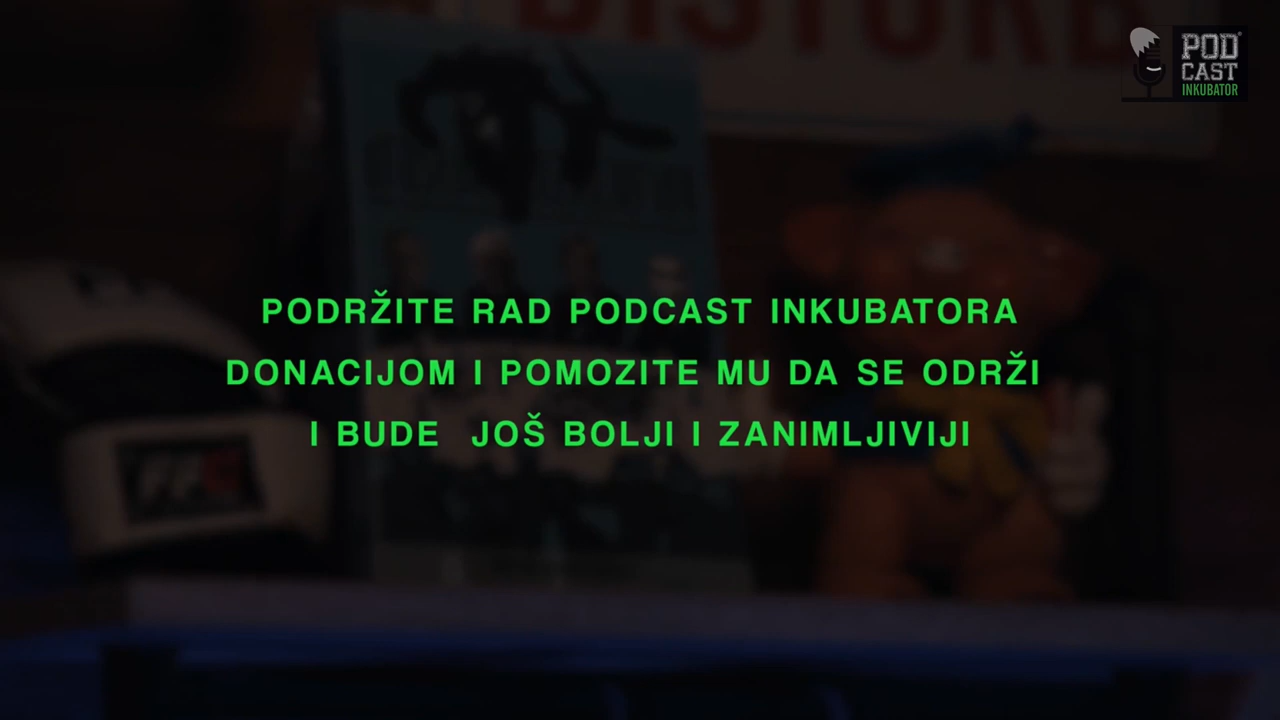 POD
CAST
INKUBATOR
PODRŽITE RAD PODCAST INKUBATORA
DONACIJOM I POMOZITE MU DA SE ODRŽI
I BUDE  JOŠ BOLJI I ZANIMLJIVIJI